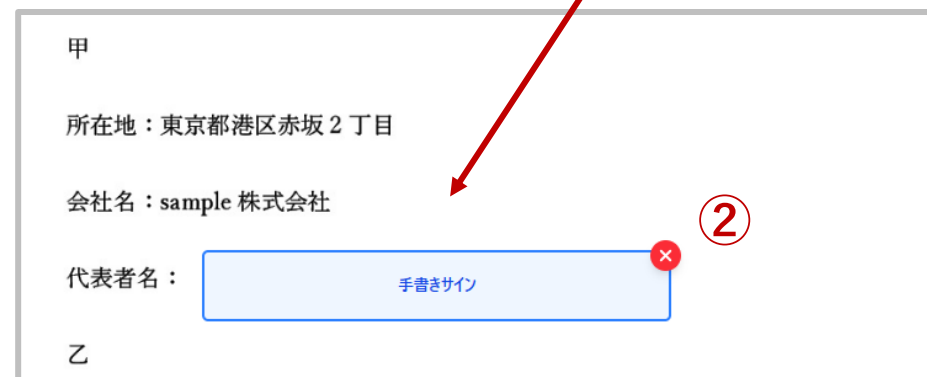 甲
所在地：東京都港区赤坂２丁目
会社名：sample 株式会社
②
代表者名：
手書きサイン
乙